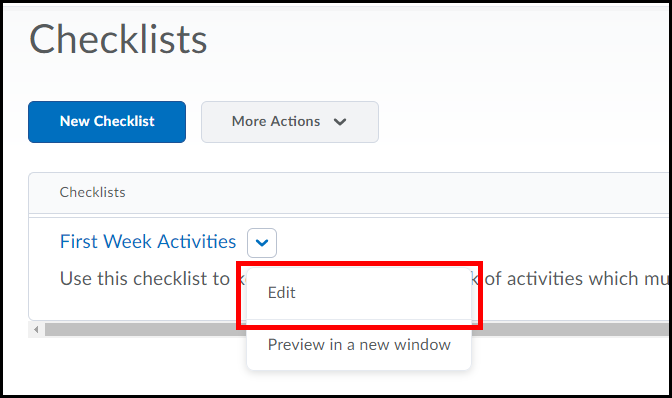 Checklists
New Checklist More Actions
Checklists
First Week Activities
Use this checklist to k of activities which mu
Edit
Preview in a new window